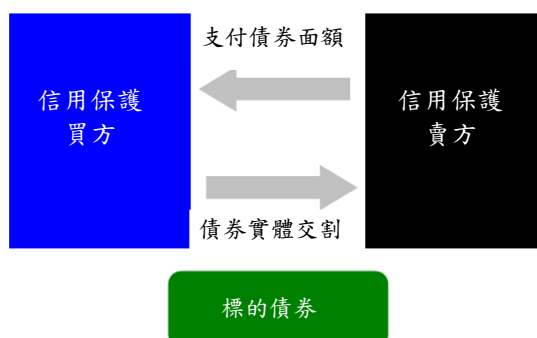 支付債券面額
信用保護
買方
信用保護
賣方
債券實體交割
標的債券